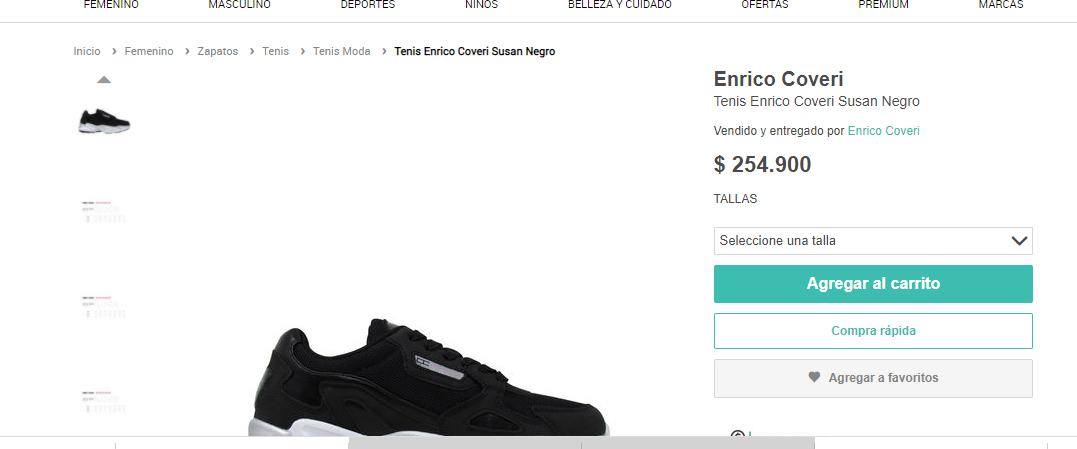 FEMENINO MASCULINO DEPORTES NIÑOS BELLEZA Y CUIDADO OFERTAS PREMIUM MARCAS
Inicio > Femenino > Zapatos > Tenis > Tenis Moda > Tenis Enrico Coveri Susan Negro
Enrico Coveri
Tenis Enrico Coveri Susan Negro
Vendido y entregado por Enrico Coveri
$ 254.900
TALLAS
Seleccione una talla
Agregar al carrito
Compra rápida
Agregar a favoritos